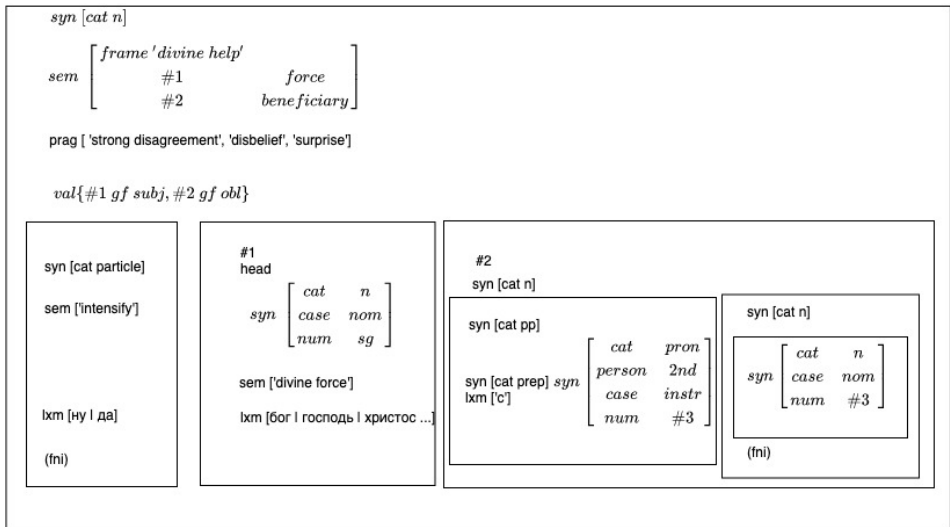 syn [cat n]
sem [frame 'divine help'
#1 force
#2 beneficiary]
prag [ 'strong disagreement', 'disbelief', 'surprise']
val{#1 gf subj, #2 gf obl}
syn [cat particle]
sem ['intensify']
lxm [ну | да]
(fni)
#1
head
syn [cat n
case nom
num sg]
sem ['divine force']
lxm [бог | господь | христос ...]
#2
syn [cat n]
syn [cat pp]
syn [cat prep]
lxm ['с']
syn [cat pron
person 2nd
case instr
num #3]
syn [cat n]
syn [cat n
case nom
num #3]
(fni)